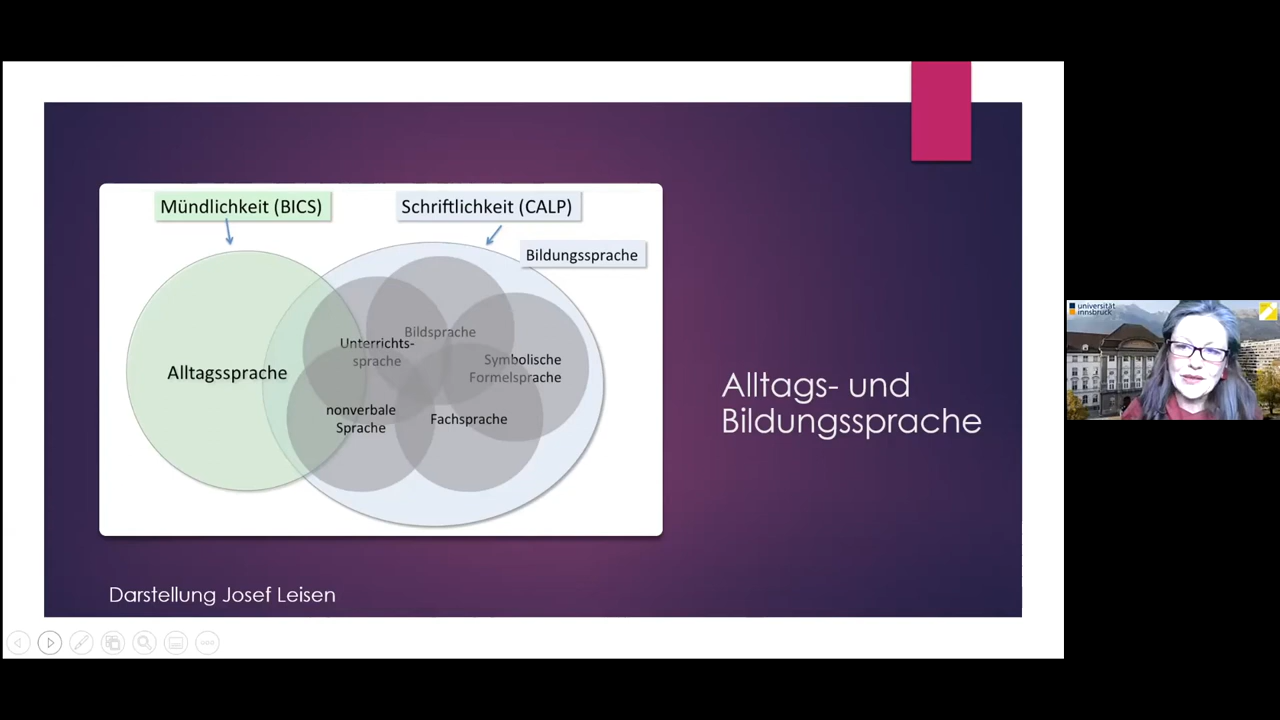 Mündlichkeit (BICS)
Schriftlichkeit (CALP)
Bildungssprache
Alltagssprache
Unterrichts-
sprache
Bildsprache
Symbolische
Formelsprache
nonverbale
Sprache
Fachsprache
Alltags- und
Bildungssprache
Darstellung Josef Leisen
universität
innsbruck